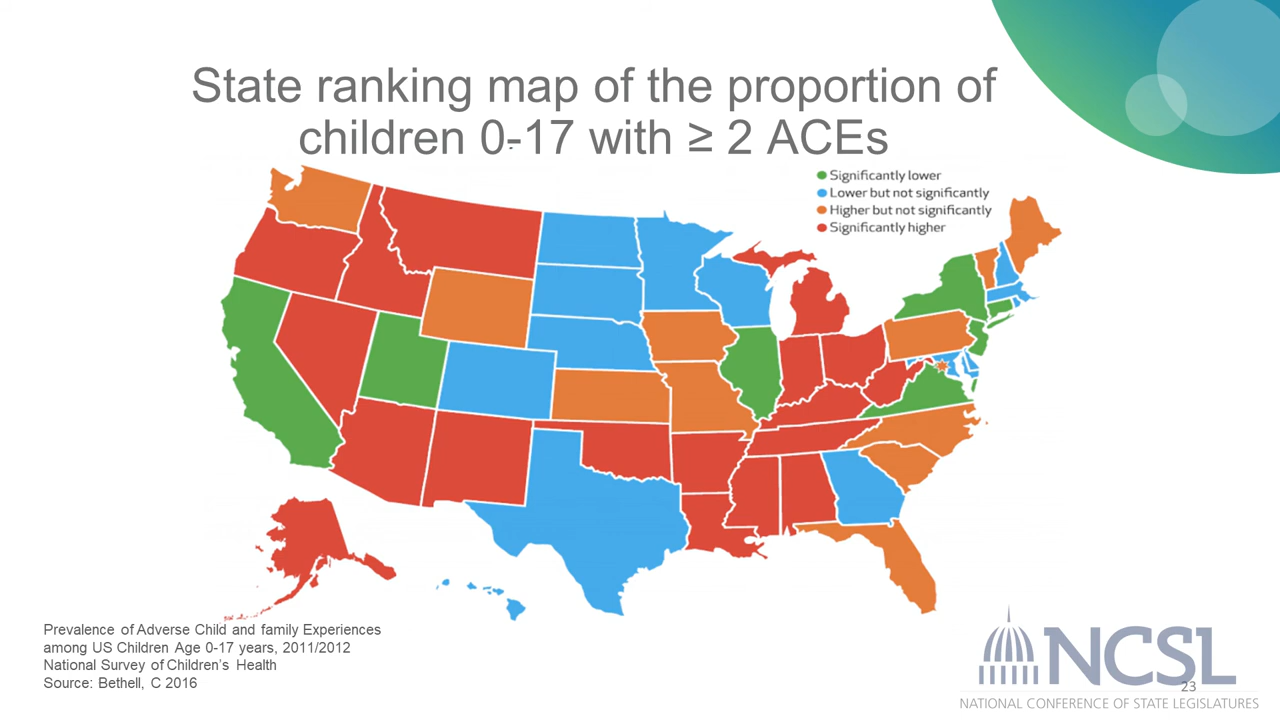 State ranking map of the proportion of
children 0-17 with ≥ 2 ACEs
Significantly lower
Lower but not significantly
Higher but not significantly
Significantly higher
Prevalence of Adverse Child and family Experiences
among US Children Age 0-17 years, 2011/2012
National Survey of Children's Health
Source: Bethell, C 2016
NCSL
23
NATIONAL CONFERENCE OF STATE LEGISLATURES